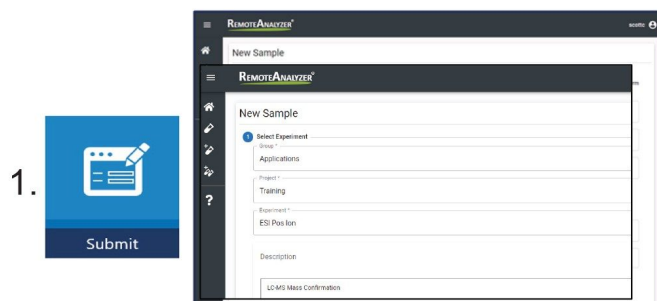 1.
Submit
REMOTEANALYZER®
scotto
New Sample
REMOTEANALYZER®
New Sample
1 Select Experiment
Group *
Applications
Project *
Training
Experiment *
ESI Pos Ion
Description
LC-MS Mass Confirmation
?